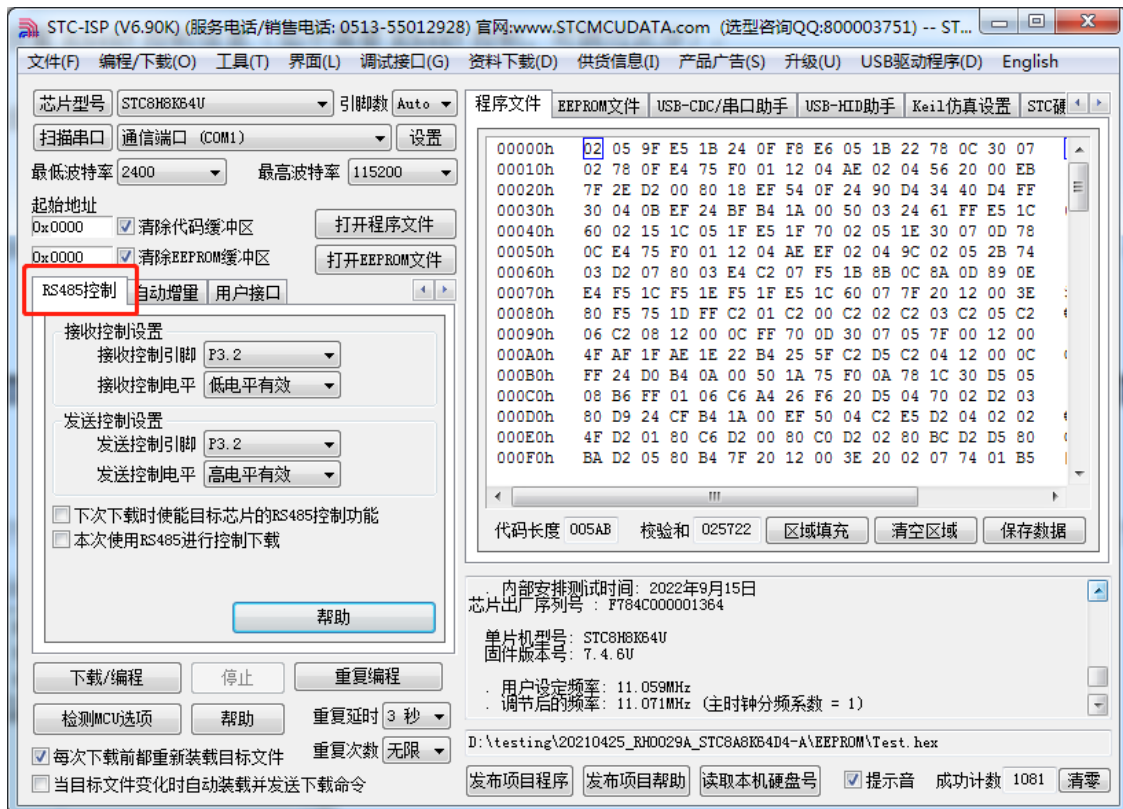 STC-ISP (V6.90K) (服务电话/销售电话: 0513-55012928) 官网:www.STCMCUDATA.com (选型咨询QQ:800003751) -- ST...
文件(F) 编程/下载(O) 工具(T) 界面(L) 调试接口(G) 资料下载(D) 供货信息(I) 产品广告(S) 升级(U) USB驱动程序(D) English
芯片型号 STC8H8K64U 引脚数 Auto
扫描串口 通信端口 (COM1) 设置
最低波特率 2400 最高波特率 115200
起始地址
0x0000 清除代码缓冲区 打开程序文件
0x0000 清除EEPROM缓冲区 打开EEPROM文件
RS485控制 自动增量 用户接口
接收控制设置
接收控制引脚 P3.2
接收控制电平 低电平有效
发送控制设置
发送控制引脚 P3.2
发送控制电平 高电平有效
下次下载时使能目标芯片的RS485控制功能
本次使用RS485进行控制下载
帮助
下载/编程 停止 重复编程
检测MCU选项 帮助 重复延时 3 秒
每次下载前都重新装载目标文件 重复次数 无限
当目标文件变化时自动装载并发送下载命令
程序文件 EEPROM文件 USB-CDC/串口助手 USB-HID助手 Keil仿真设置 STC硬
00000h 02 05 9F E5 1B 24 0F F8 E6 05 1B 22 78 0C 30 07
00010h 02 78 0F E4 75 F0 01 12 04 AE 02 04 56 20 00 EB
00020h 7F 2E D2 00 80 18 EF 54 0F 24 90 D4 34 40 D4 FF
00030h 30 04 0B EF 24 BF B4 1A 00 50 03 24 61 FF E5 1C
00040h 60 02 15 1C 05 1F E5 1F 70 02 05 1E 30 07 0D 78
00050h 0C E4 75 F0 01 12 04 AE EF 02 04 9C 02 05 2B 74
00060h 03 D2 07 80 03 E4 C2 07 F5 1B 8B 0C 8A 0D 89 0E
00070h E4 F5 1C F5 1E F5 1F E5 1C 60 07 7F 20 12 00 3E
00080h 80 F5 75 1D FF C2 01 C2 00 C2 02 C2 03 C2 05 C2
00090h 06 C2 08 12 00 0C FF 70 0D 30 07 05 7F 00 12 00
000A0h 4F AF 1F AE 1E 22 B4 25 5F C2 D5 C2 04 12 00 0C
000B0h FF 24 D0 B4 0A 00 50 1A 75 F0 0A 78 1C 30 D5 05
000C0h 08 B6 FF 01 06 C6 A4 26 F6 20 D5 04 70 02 D2 03
000D0h 80 D9 24 CF B4 1A 00 EF 50 04 C2 E5 D2 04 02 02
000E0h 4F D2 01 80 C6 D2 00 80 C0 D2 02 80 BC D2 D5 80
000F0h BA D2 05 80 B4 7F 20 12 00 3E 20 02 07 74 01 B5
代码长度 005AB 校验和 025722 区域填充 清空区域 保存数据
. 内部安排测试时间: 2022年9月15日
芯片出厂序列号 : F784C000001364
单片机型号: STC8H8K64U
固件版本号: 7.4.6U
. 用户设定频率: 11.059MHz
. 调节后的频率: 11.071MHz (主时钟分频系数 = 1)
D:\testing\20210425_RH0029A_STC8A8K64D4-A\EEPROM\Test.hex
发布项目程序 发布项目帮助 读取本机硬盘号 提示音 成功计数 1081 清零